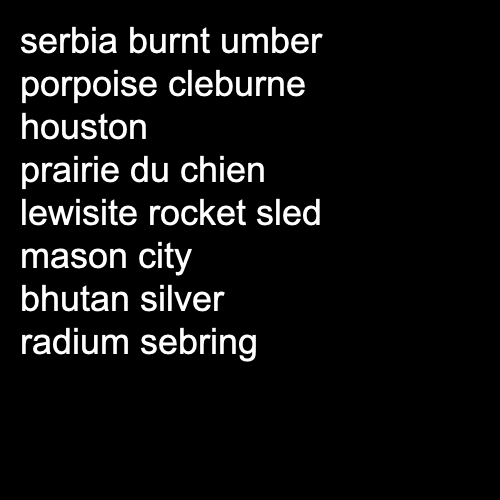 serbia burnt umber
porpoise cleburne
houston
prairie du chien
lewisite rocket sled
mason city
bhutan silver
radium sebring